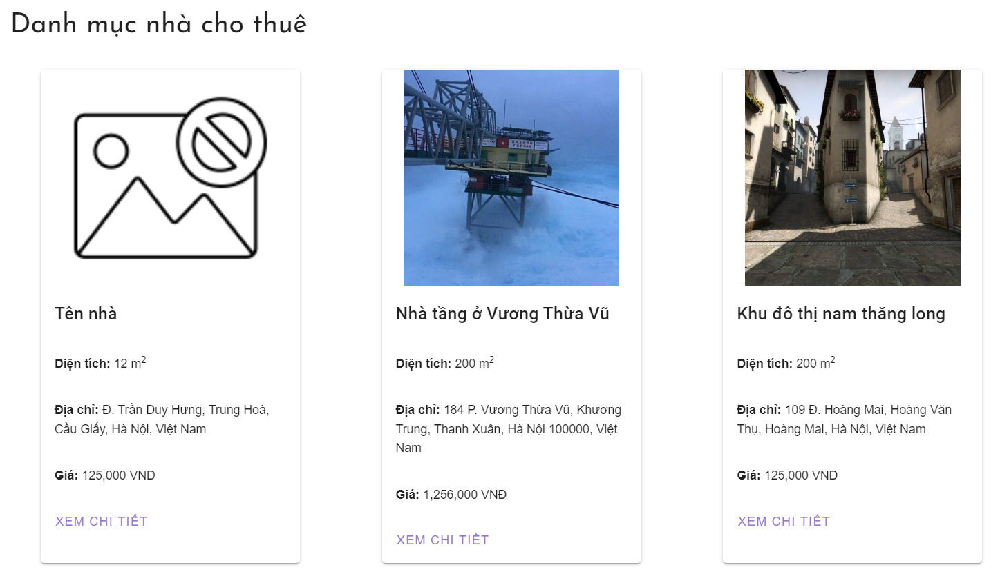 Danh mục nhà cho thuê
Tên nhà
Diện tích: 12 m²
Địa chỉ: Đ. Trần Duy Hưng, Trung Hoà,
Cầu Giấy, Hà Nội, Việt Nam
Giá: 125,000 VNĐ
XEM CHI TIẾT
VIET NAM
Nhà tầng ở Vương Thừa Vũ
Diện tích: 200 m²
Địa chỉ: 184 P. Vương Thừa Vũ, Khương
Trung, Thanh Xuân, Hà Nội 100000, Việt
Nam
Giá: 1,256,000 VNĐ
XEM CHI TIẾT
Khu đô thị nam thăng long
Diện tích: 200 m²
Địa chỉ: 109 Đ. Hoàng Mai, Hoàng Văn
Thụ, Hoàng Mai, Hà Nội, Việt Nam
Giá: 125,000 VNĐ
XEM CHI TIẾT